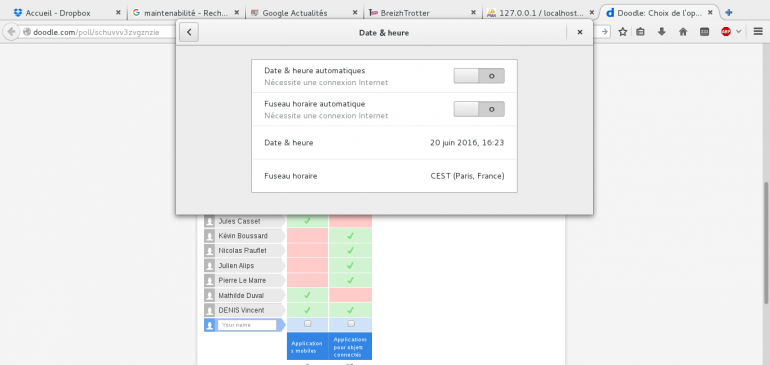 Accueil - Dropbox
maintenabilité - Rech...
Google Actualités
BreizhTrotter
127.0.0.1 / localhost...
Doodle: Choix de l'op...
doodle.com/poll/schuvvv3zvgznzie
Date & heure
Date & heure automatiques
Nécessite une connexion Internet
Fuseau horaire automatique
Nécessite une connexion Internet
Date & heure
20 juin 2016, 16:23
Fuseau horaire
CEST (Paris, France)
Jules Casset
Kévin Boussard
Nicolas Rauflet
Julien Alips
Pierre Le Marre
Mathilde Duval
DENIS Vincent
Your name
Application
s mobiles
Applications
pour objets
connectés